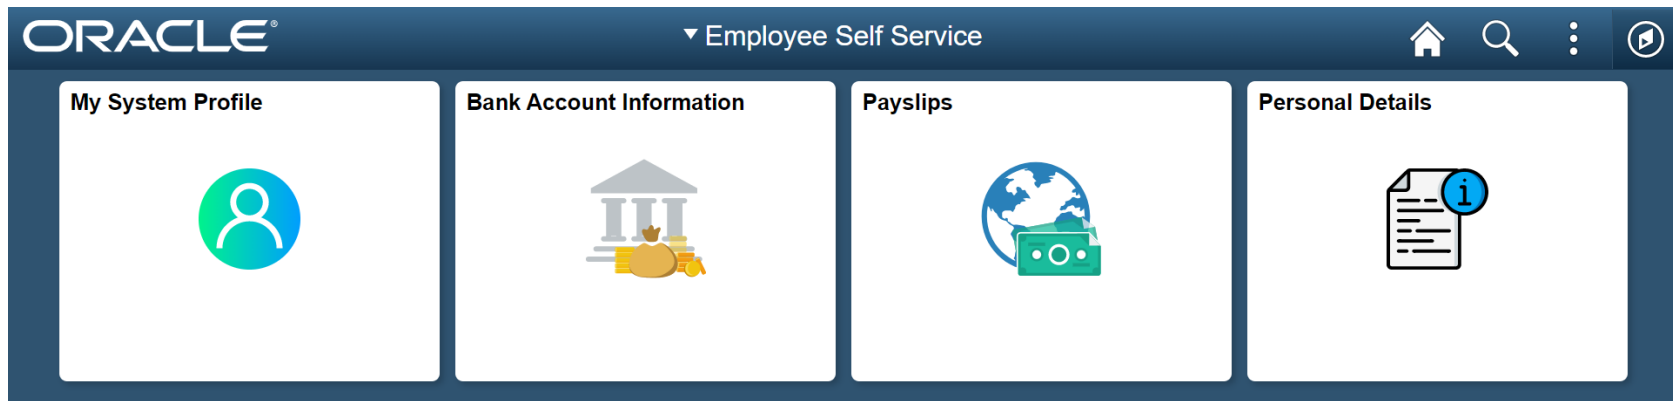 ORACLE®
Employee Self Service
My System Profile
Bank Account Information
Payslips
Personal Details
i